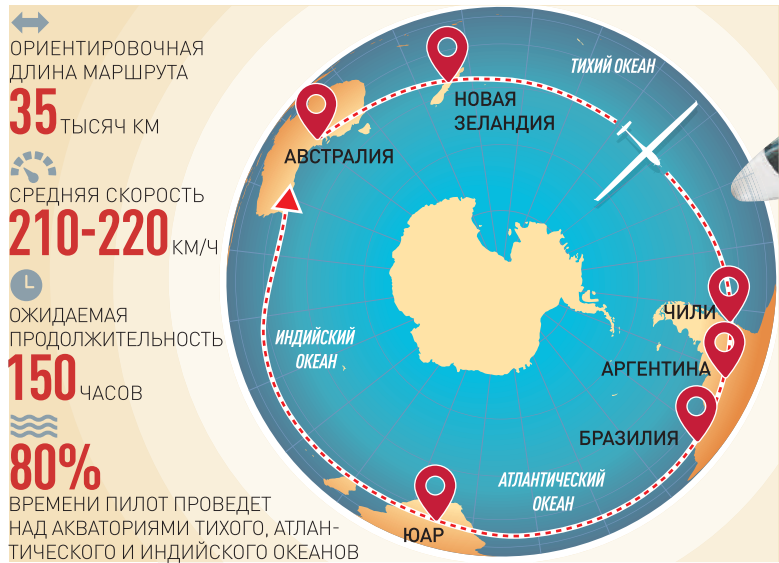 ОРИЕНТИРОВОЧНАЯ
ДЛИНА МАРШРУТА
35 ТЫСЯЧ КМ
СРЕДНЯЯ СКОРОСТЬ
210-220 КМ/Ч
ОЖИДАЕМАЯ
ПРОДОЛЖИТЕЛЬНОСТЬ
150 ЧАСОВ
80%
ВРЕМЕНИ ПИЛОТ ПРОВЕДЕТ
НАД АКВАТОРИЯМИ ТИХОГО, АТЛАН-
ТИЧЕСКОГО И ИНДИЙСКОГО ОКЕАНОВ
ТИХИЙ ОКЕАН
НОВАЯ
ЗЕЛАНДИЯ
АВСТРАЛИЯ
ЧИЛИ
ИНДИЙСКИЙ
ОКЕАН
АРГЕНТИНА
БРАЗИЛИЯ
АТЛАНТИЧЕСКИЙ
ОКЕАН
ЮАР